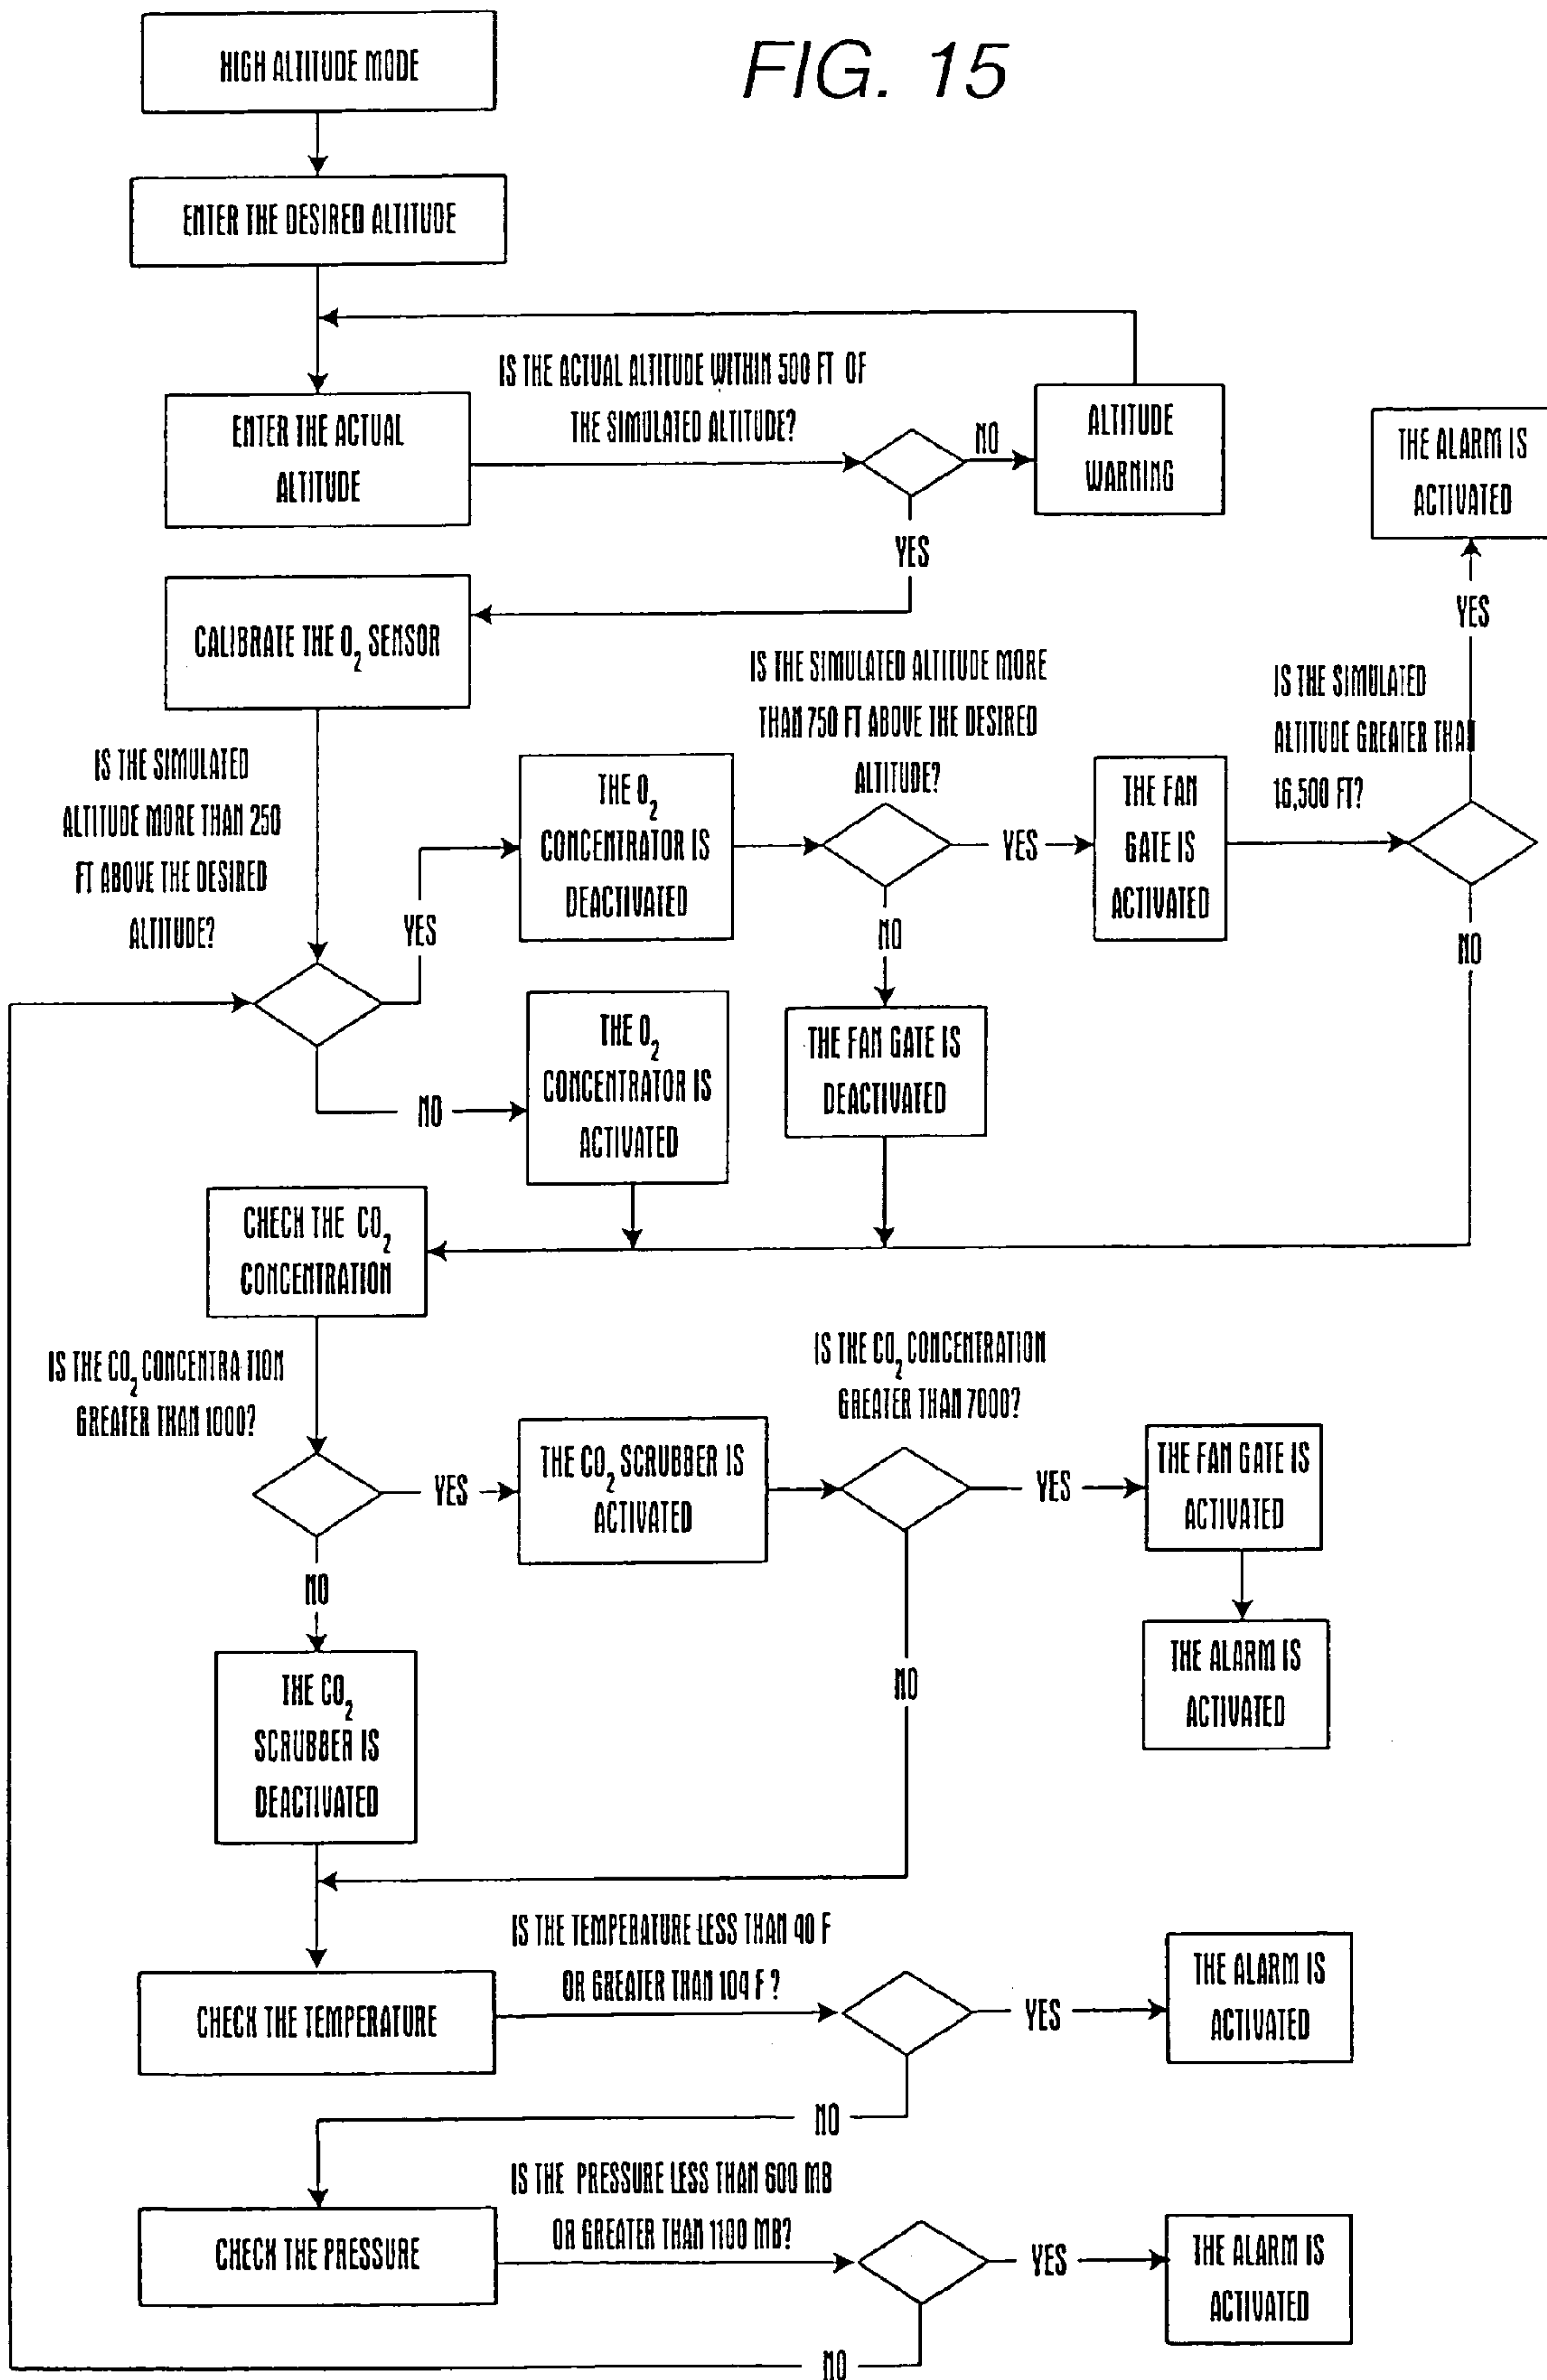 FIG. 15
HIGH ALTITUDE MODE
ENTER THE DESIRED ALTITUDE
ENTER THE ACTUAL
ALTITUDE
IS THE ACTUAL ALTITUDE WITHIN 500 FT OF
THE SIMULATED ALTITUDE?
NO
ALTITUDE
WARNING
YES
THE ALARM IS
ACTIVATED
YES
CALIBRATE THE O₂ SENSOR
IS THE SIMULATED
ALTITUDE MORE THAN 250
FT ABOVE THE DESIRED
ALTITUDE?
YES
THE O₂
CONCENTRATOR IS
DEACTIVATED
IS THE SIMULATED ALTITUDE MORE
THAN 750 FT ABOVE THE DESIRED
ALTITUDE?
YES
THE FAN
GATE IS
ACTIVATED
IS THE SIMULATED
ALTITUDE GREATER THAN
16,500 FT?
NO
NO
THE FAN GATE IS
DEACTIVATED
NO
THE O₂
CONCENTRATOR IS
ACTIVATED
CHECK THE CO₂
CONCENTRATION
IS THE CO₂ CONCENTRA TION
GREATER THAN 1000?
YES
THE CO₂ SCRUBBER IS
ACTIVATED
IS THE CO₂ CONCENTRATION
GREATER THAN 7000?
YES
THE FAN GATE IS
ACTIVATED
THE ALARM IS
ACTIVATED
NO
NO
THE CO₂
SCRUBBER IS
DEACTIVATED
CHECK THE TEMPERATURE
IS THE TEMPERATURE LESS THAN 40 F
OR GREATER THAN 104 F ?
YES
THE ALARM IS
ACTIVATED
NO
CHECK THE PRESSURE
IS THE PRESSURE LESS THAN 600 MB
OR GREATER THAN 1100 MB?
YES
THE ALARM IS
ACTIVATED
NO